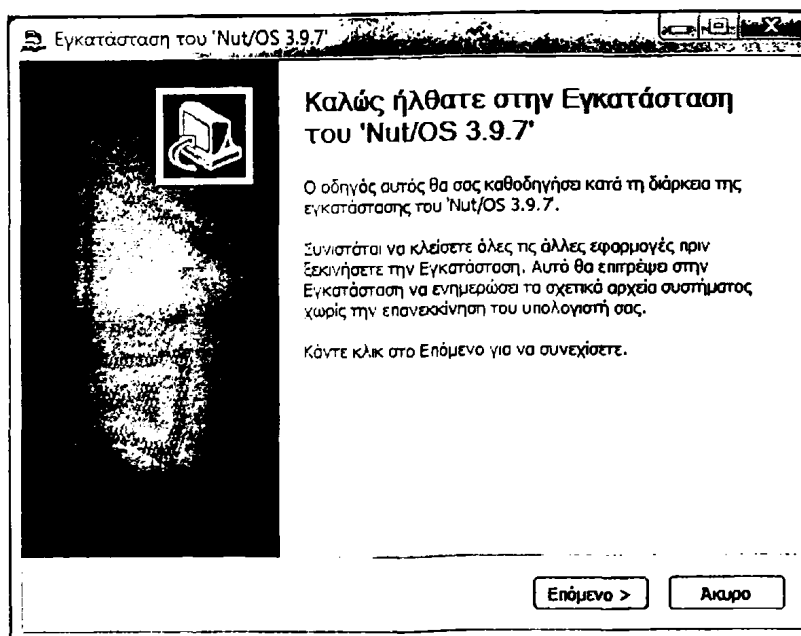 Εγκατάσταση του 'Nut/OS 3.9.7'
Καλώς ήλθατε στην Εγκατάσταση
του 'Nut/OS 3.9.7'
Ο οδηγός αυτός θα σας καθοδηγήσει κατά τη διάρκεια της
εγκατάστασης του 'Nut/OS 3.9.7'.
Συνιστάται να κλείσετε όλες τις άλλες εφαρμογές πριν
ξεκινήσετε την Εγκατάσταση. Αυτό θα επιτρέψει στην
Εγκατάσταση να ενημερώσει τα σχετικά αρχεία συστήματος
χωρίς την επανεκκίνηση του υπολογιστή σας.
Κάντε κλικ στο Επόμενο για να συνεχίσετε.
Επόμενο >
Άκυρο